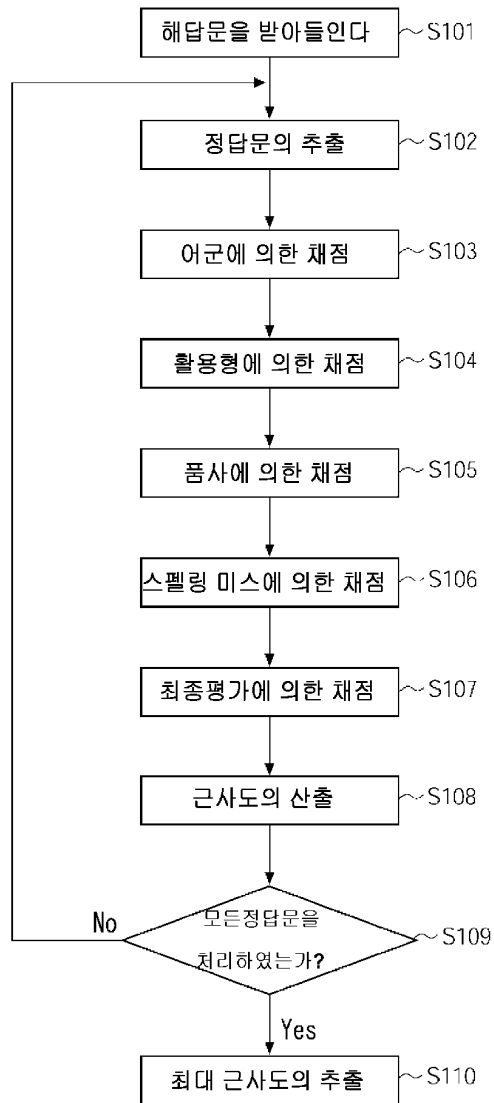 해답문을 받아들인다 S101
정답문의 추출 S102
어군에 의한 채점 S103
활용형에 의한 채점 S104
품사에 의한 채점 S105
스펠링 미스에 의한 채점 S106
최종평가에 의한 채점 S107
근사도의 산출 S108
No
모든정답문을
처리하였는가?
S109
Yes
최대 근사도의 추출 S110